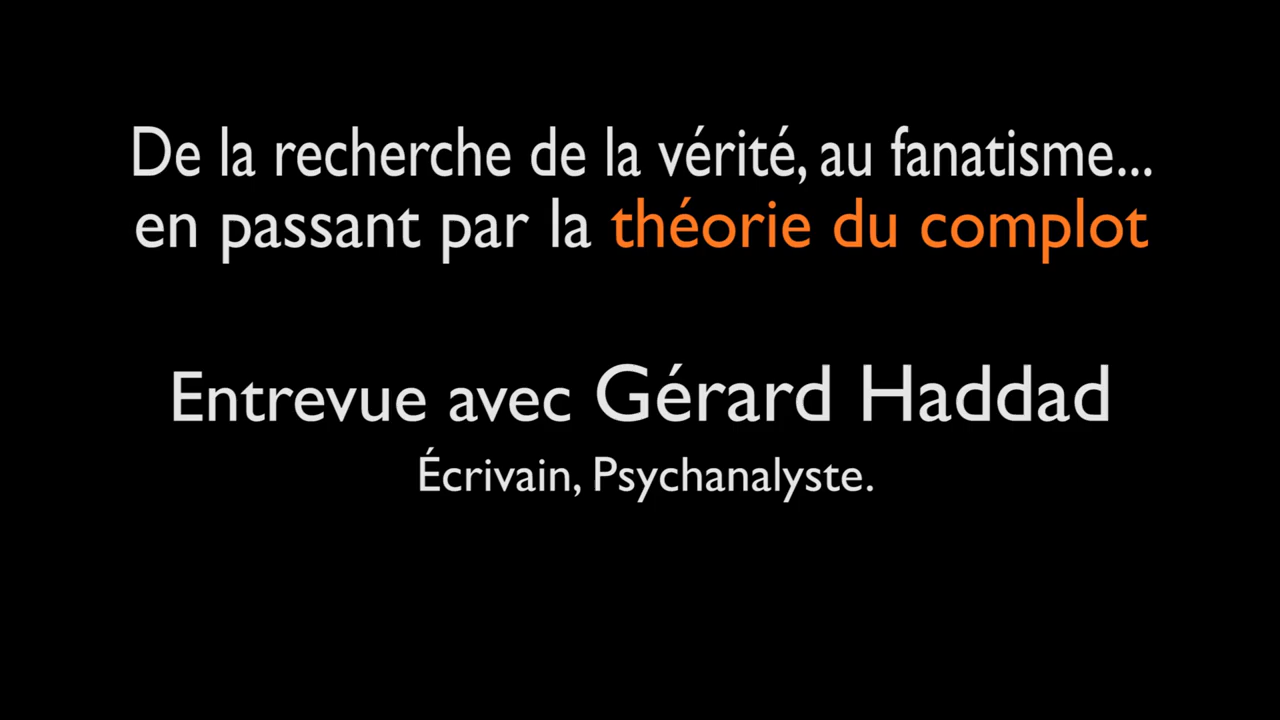 De la recherche de la vérité, au fanatisme...
en passant par la théorie du complot
Entrevue avec Gérard Haddad
Écrivain, Psychanalyste.